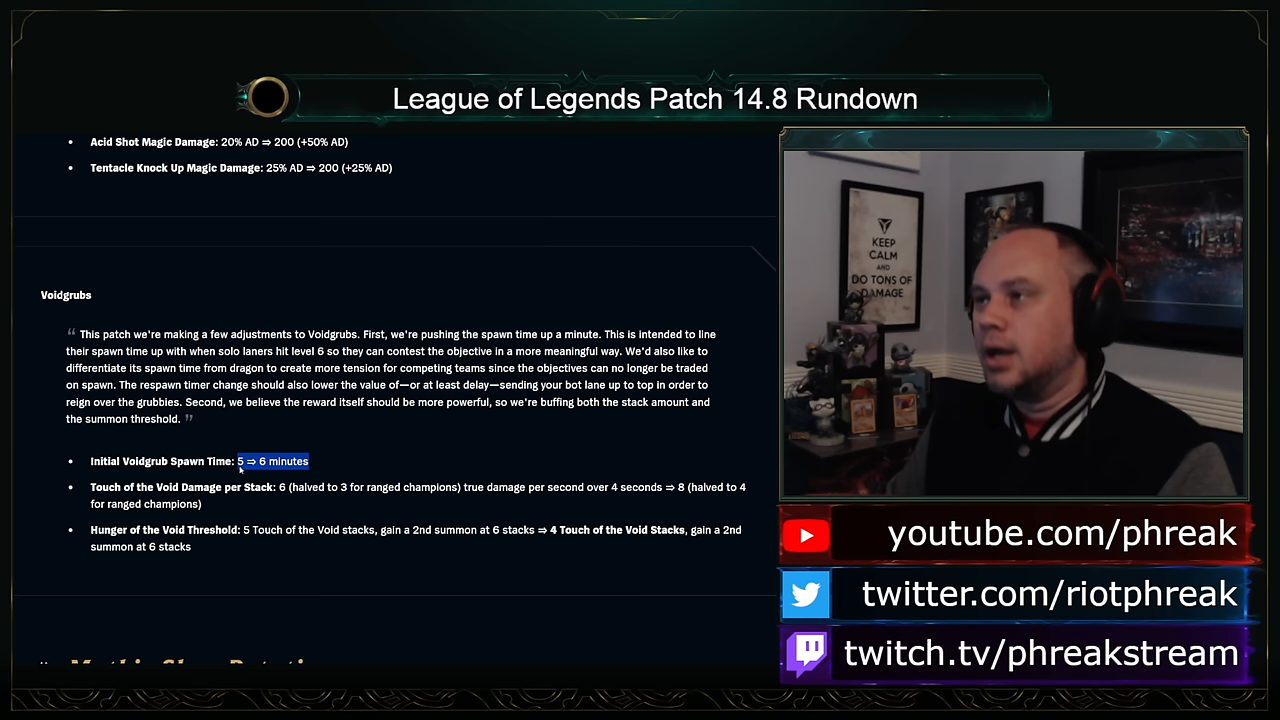 League of Legends Patch 14.8 Rundown
• Acid Shot Magic Damage: 20% AD ⇒ 200 (+50% AD)
• Tentacle Knock Up Magic Damage: 25% AD ⇒ 200 (+25% AD)
Voidgrubs
“ This patch we're making a few adjustments to Voidgrubs. First, we're pushing the spawn time up a minute. This is intended to line
their spawn time up with when solo laners hit level 6 so they can contest the objective in a more meaningful way. We'd also like to
differentiate its spawn time from dragon to create more tension for competing teams since the objectives can no longer be traded
on spawn. The respawn timer change should also lower the value of—or at least delay—sending your bot lane up to top in order to
reign over the grubbies. Second, we believe the reward itself should be more powerful, so we're buffing both the stack amount and
the summon threshold. ”
• Initial Voidgrub Spawn Time: 5 ⇒ 6 minutes
• Touch of the Void Damage per Stack: 6 (halved to 3 for ranged champions) true damage per second over 4 seconds ⇒ 8 (halved to 4
for ranged champions)
• Hunger of the Void Threshold: 5 Touch of the Void stacks, gain a 2nd summon at 6 stacks ⇒ 4 Touch of the Void Stacks, gain a 2nd
summon at 6 stacks
KEEP
CALM
AND
DO TONS OF
DAMAGE
youtube.com/phreak
twitter.com/riotphreak
twitch.tv/phreakstream